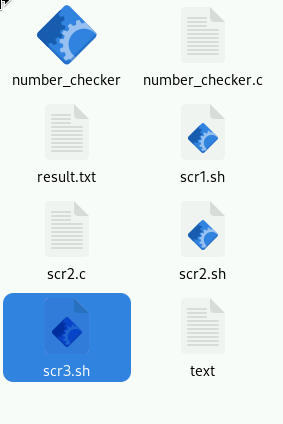 number_checker
number_checker.c
result.txt
scr1.sh
scr2.c
scr2.sh
scr3.sh
text